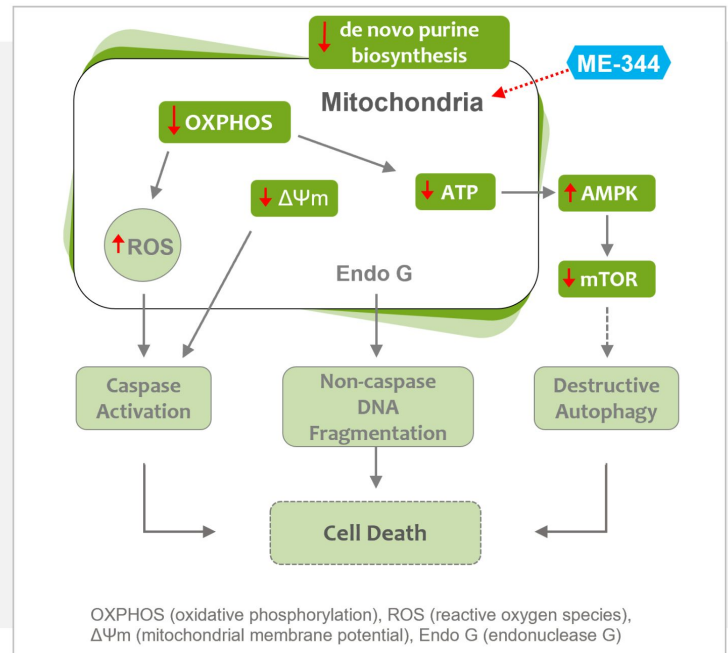 de novo purine
biosynthesis
ME-344
Mitochondria
OXPHOS
ΔΨm
ATP
AMPK
ROS
Endo G
mTOR
Caspase
Activation
Non-caspase
DNA
Fragmentation
Destructive
Autophagy
Cell Death
OXPHOS (oxidative phosphorylation), ROS (reactive oxygen species),
ΔΨm (mitochondrial membrane potential), Endo G (endonuclease G)